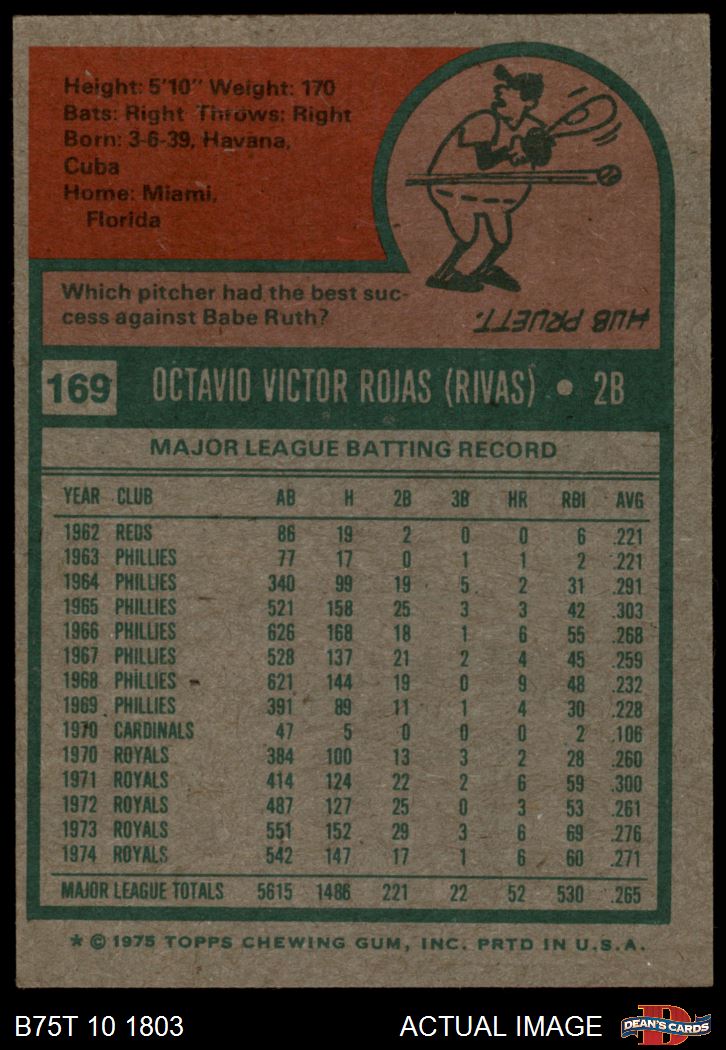 Height: 5'10" Weight: 170
Bats: Right Throws: Right
Born: 3-6-39, Havana,
Cuba
Home: Miami,
Florida
Which pitcher had the best suc-
cess against Babe Ruth?
HUB PRUETT.
169 OCTAVIO VICTOR ROJAS (RIVAS) • 2B
MAJOR LEAGUE BATTING RECORD
YEAR CLUB AB H 2B 3B HR RBI AVG
1962 REDS 86 19 2 0 0 6 .221
1963 PHILLIES 77 17 0 1 1 2 .221
1964 PHILLIES 340 99 19 5 2 31 .291
1965 PHILLIES 521 158 25 3 3 42 .303
1966 PHILLIES 626 168 18 1 6 55 .268
1967 PHILLIES 528 137 21 2 4 45 .259
1968 PHILLIES 621 144 19 0 9 48 .232
1969 PHILLIES 391 89 11 1 4 30 .228
1970 CARDINALS 47 5 0 0 0 2 .106
1970 ROYALS 384 100 13 3 2 28 .260
1971 ROYALS 414 124 22 2 6 59 .300
1972 ROYALS 487 127 25 0 3 53 .261
1973 ROYALS 551 152 29 3 6 69 .276
1974 ROYALS 542 147 17 1 6 60 .271
MAJOR LEAGUE TOTALS 5615 1486 221 22 52 530 .265
* © 1975 TOPPS CHEWING GUM, INC. PRTD IN U.S.A.
B75T 10 1803 ACTUAL IMAGE D DEAN'S CARDS